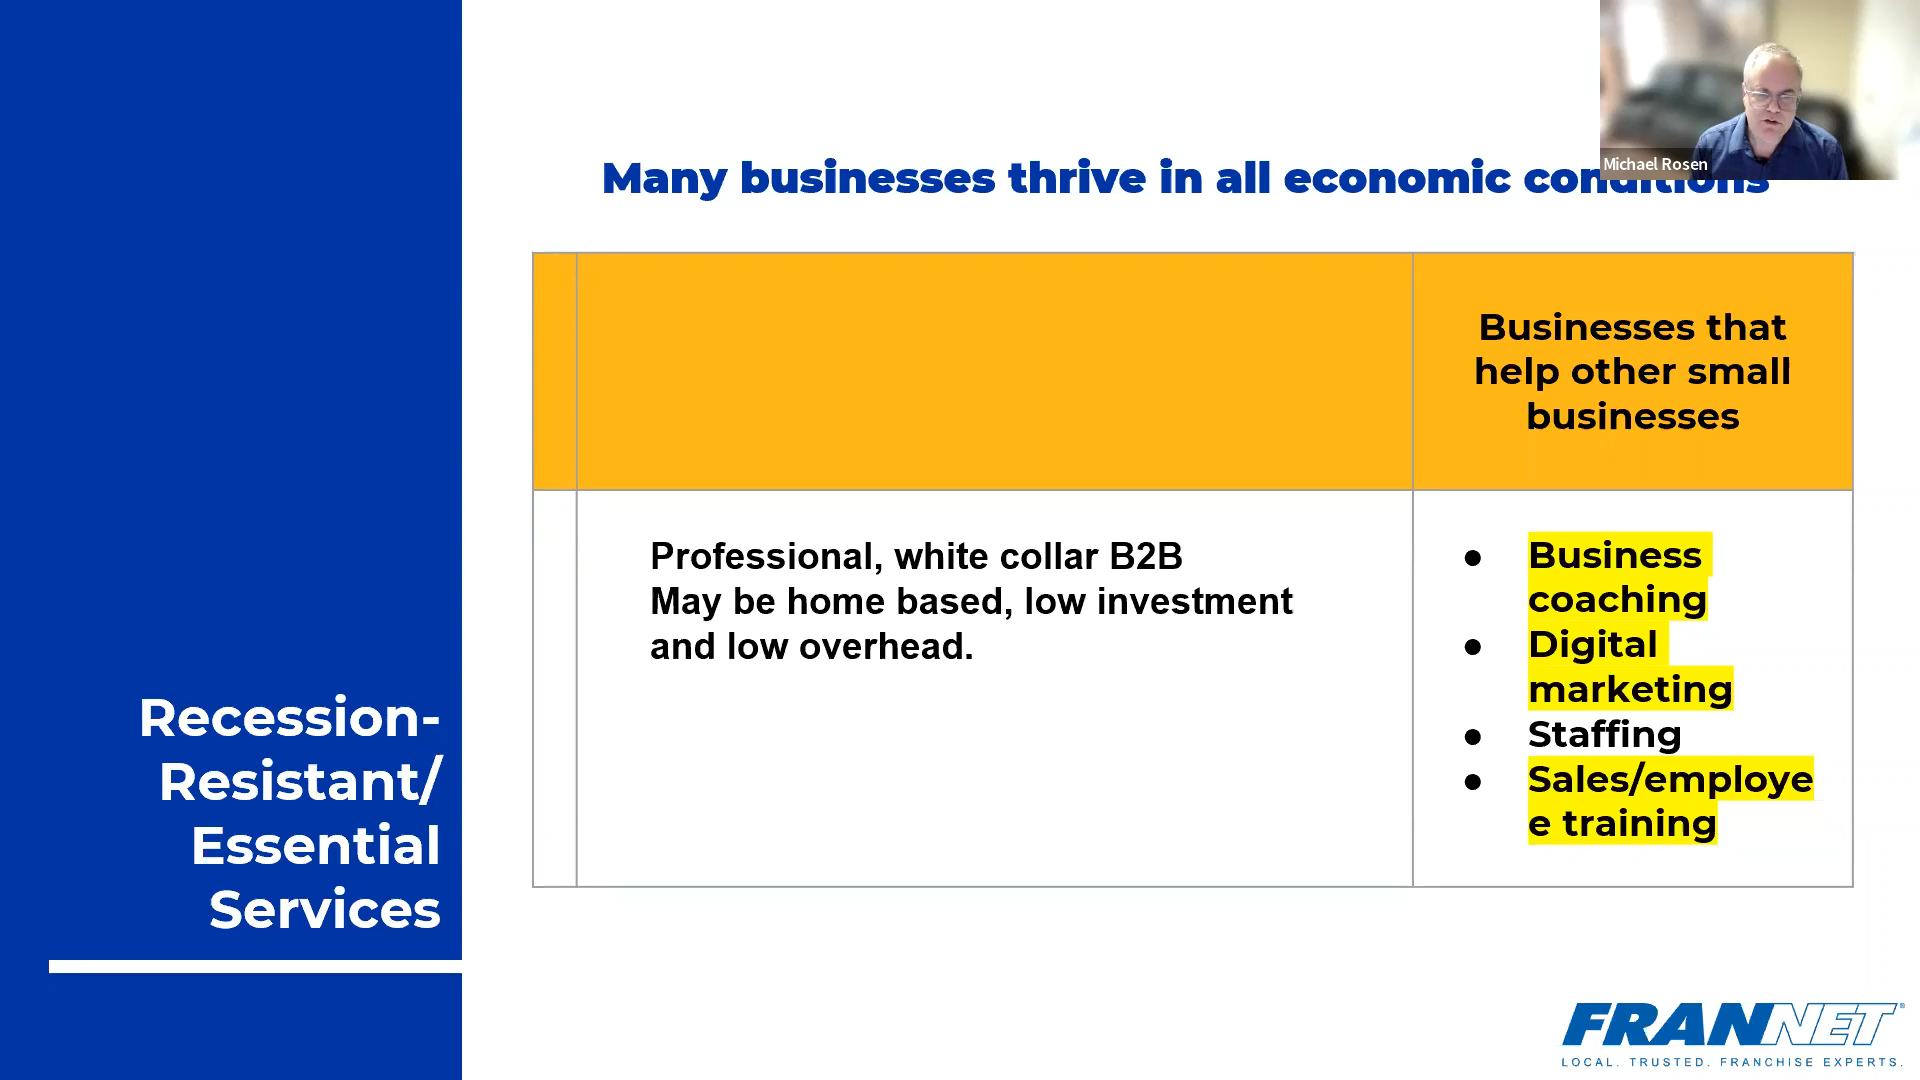 Michael Rosen
Many businesses thrive in all economic conditions
Businesses that
help other small
businesses
Professional, white collar B2B
May be home based, low investment
and low overhead.
● Business
coaching
● Digital
marketing
● Staffing
● Sales/employe
e training
Recession-
Resistant/
Essential
Services
FRANNET®
LOCAL. TRUSTED. FRANCHISE EXPERTS.